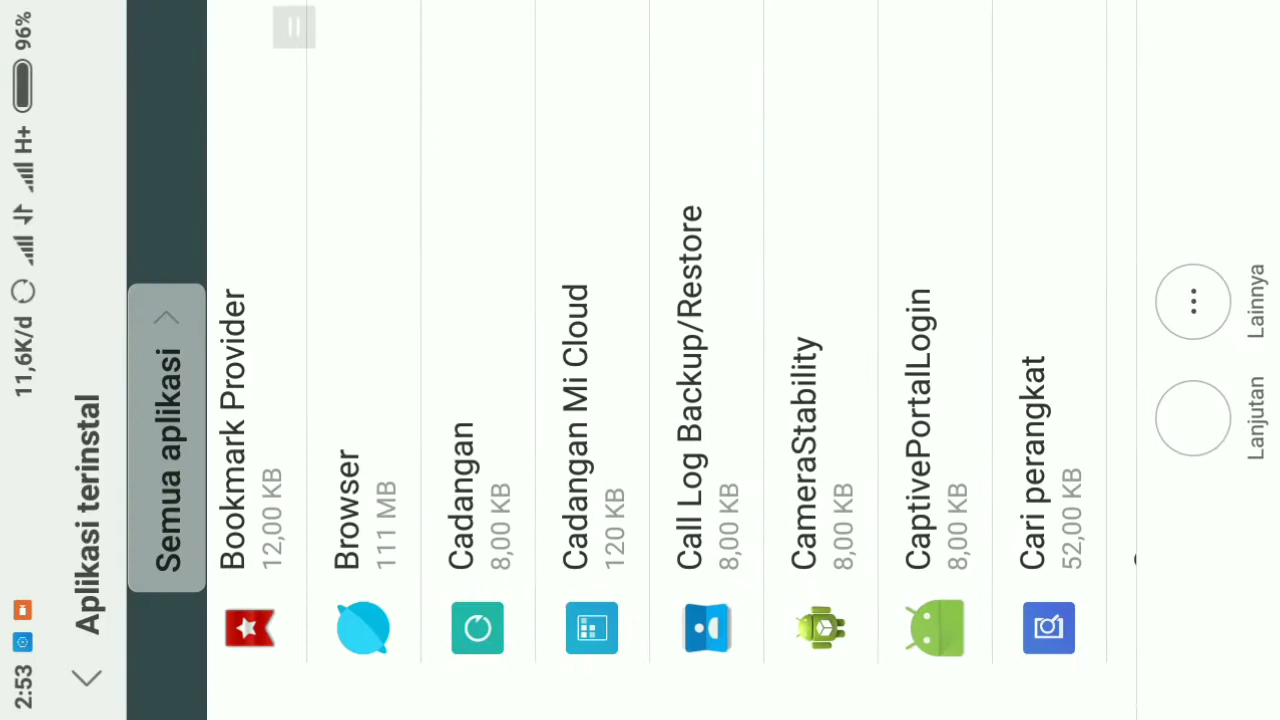 2:53
11,6K/d
H+
96%
Aplikasi terinstal
Semua aplikasi
Bookmark Provider
12,00 KB
Browser
111 MB
Cadangan
8,00 KB
Cadangan Mi Cloud
120 KB
Call Log Backup/Restore
8,00 KB
CameraStability
8,00 KB
CaptivePortalLogin
8,00 KB
Cari perangkat
52,00 KB
Lanjutan
Lainnya